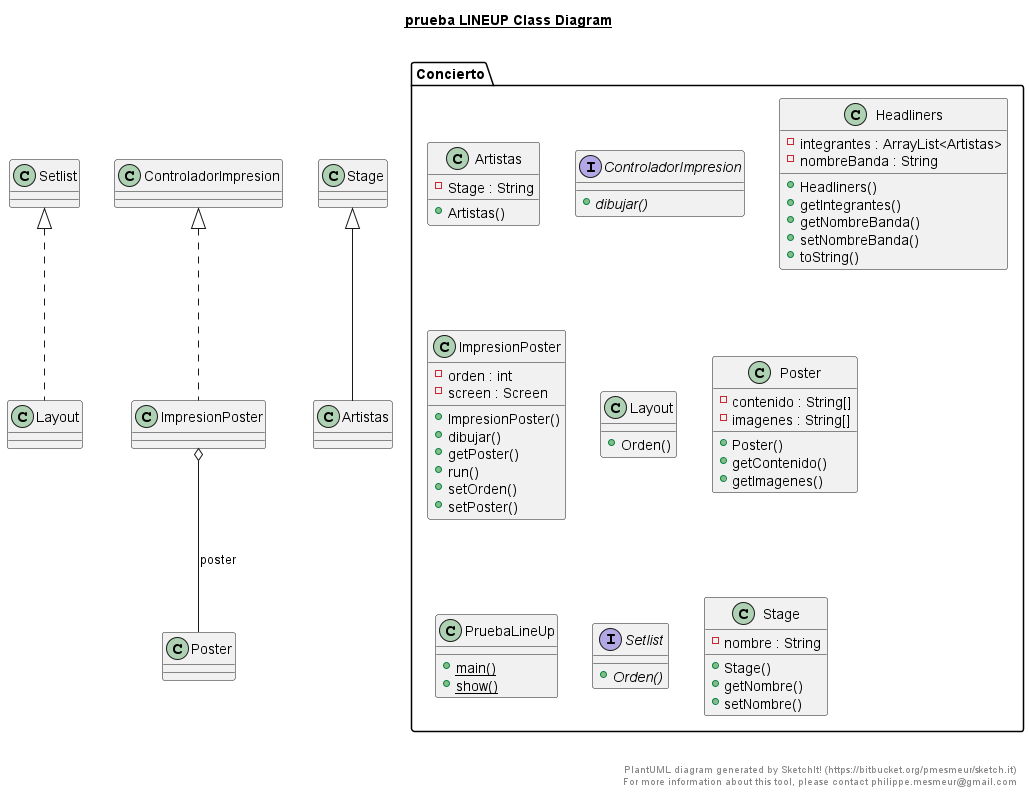 prueba LINEUP Class Diagram
Concierto
C Setlist
C ControladorImpresion
C Stage
C Layout
C ImpresionPoster
C Artistas
poster
C Poster
C Artistas
Stage : String
Artistas()
I ControladorImpresion
dibujar()
C Headliners
integrantes : ArrayList<Artistas>
nombreBanda : String
Headliners()
getIntegrantes()
getNombreBanda()
setNombreBanda()
toString()
C ImpresionPoster
orden : int
screen : Screen
ImpresionPoster()
dibujar()
getPoster()
run()
setOrden()
setPoster()
C Layout
Orden()
C Poster
contenido : String[]
imagenes : String[]
Poster()
getContenido()
getImagenes()
C PruebaLineUp
main()
show()
I Setlist
Orden()
C Stage
nombre : String
Stage()
getNombre()
setNombre()
PlantUML diagram generated by SketchIt! (https://bitbucket.org/pmesmeur/sketch.it)
For more information about this tool, please contact philippe.mesmeur@gmail.com